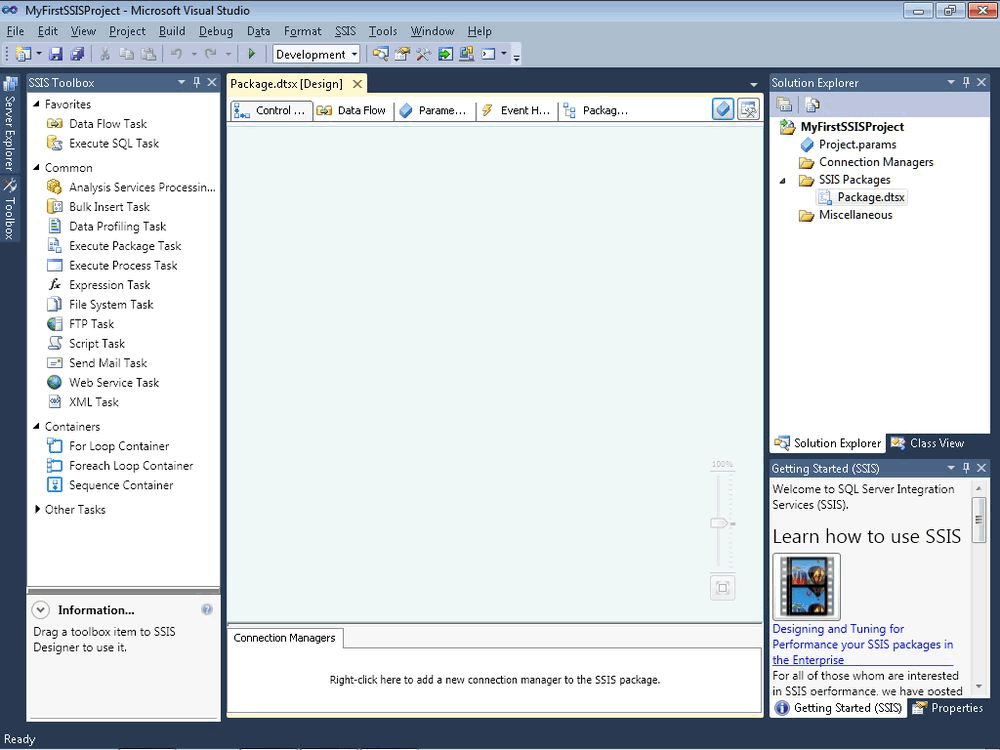 MyFirstSSISProject - Microsoft Visual Studio
File Edit View Project Build Debug Data Format SSIS Tools Window Help
Development
Server Explorer
Toolbox
SSIS Toolbox
Favorites
Data Flow Task
Execute SQL Task
Common
Analysis Services Processin...
Bulk Insert Task
Data Profiling Task
Execute Package Task
Execute Process Task
Expression Task
File System Task
FTP Task
Script Task
Send Mail Task
Web Service Task
XML Task
Containers
For Loop Container
Foreach Loop Container
Sequence Container
Other Tasks
Information...
Drag a toolbox item to SSIS
Designer to use it.
Package.dtsx [Design]
Control ... Data Flow Parame... Event H... Packag...
100%
Connection Managers
Right-click here to add a new connection manager to the SSIS package.
Solution Explorer
MyFirstSSISProject
Project.params
Connection Managers
SSIS Packages
Package.dtsx
Miscellaneous
Solution Explorer Class View
Getting Started (SSIS)
Welcome to SQL Server Integration
Services (SSIS).
Learn how to use SSIS
Designing and Tuning for
Performance your SSIS packages in
the Enterprise
For all of those whom are interested
in SSIS performance, we have posted
Getting Started (SSIS) Properties
Ready